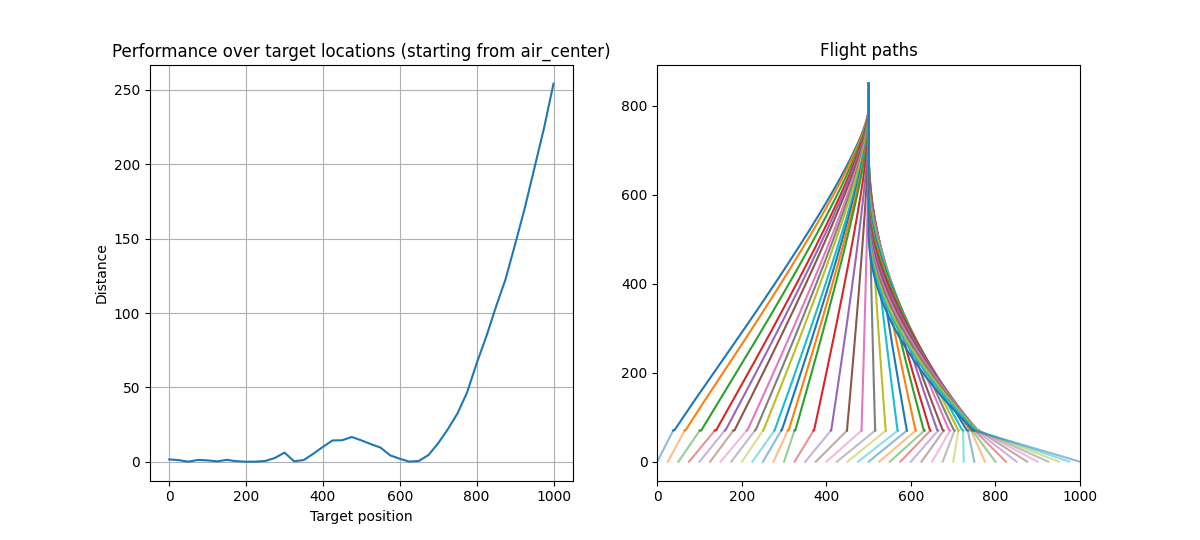 Performance over target locations (starting from air_center)
250
200
150
100
50
0
Distance
0 200 400 600 800 1000
Target position
Flight paths
800
600
400
200
0
0 200 400 600 800 1000